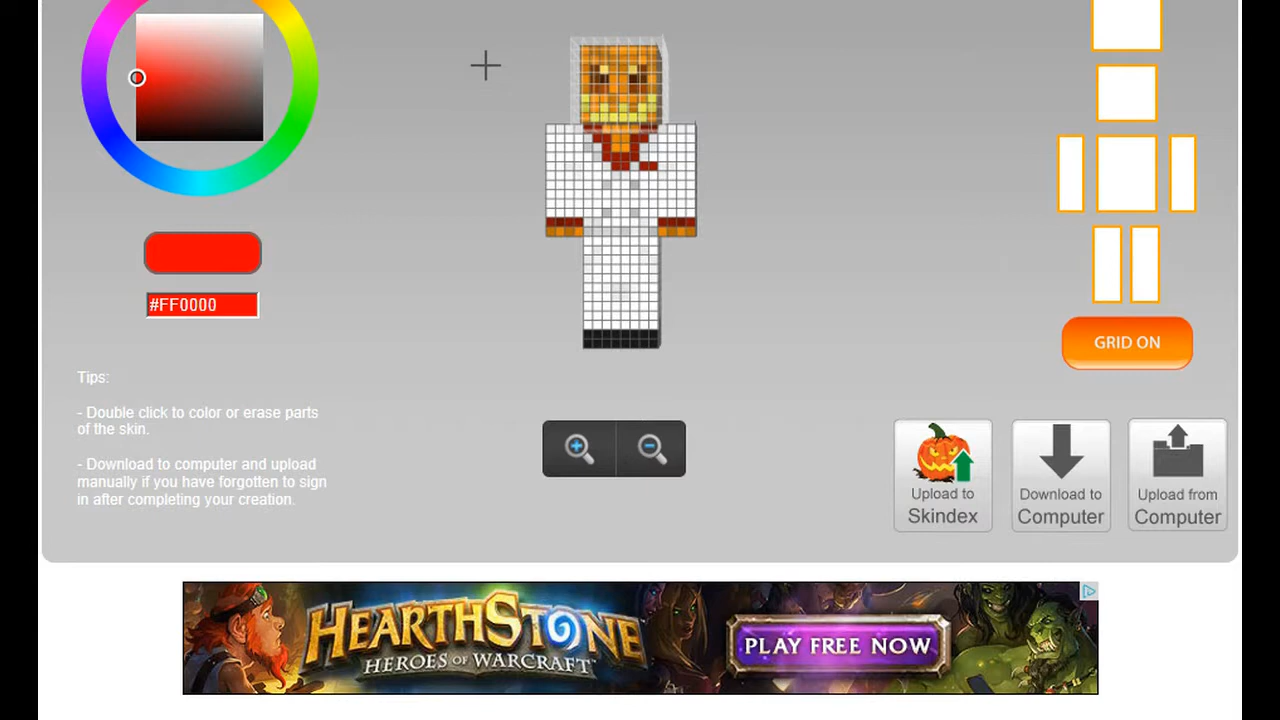 #FF0000
Tips:
- Double click to color or erase parts
of the skin.
- Download to computer and upload
manually if you have forgotten to sign
in after completing your creation.
GRID ON
Upload to
Skindex
Download to
Computer
Upload from
Computer
HEARTHSTONE
HEROES OF WARCRAFT™
PLAY FREE NOW